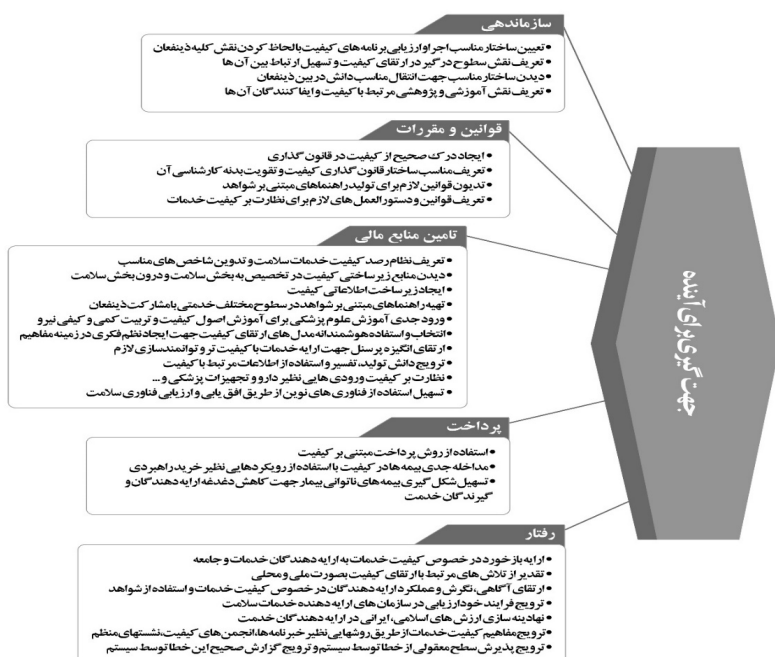 سازماندهی
•تعیین ساختار مناسب اجرا و ارزیابی برنامه های کیفیت با لحاظ کردن نقش کلیه ذینفعان
•تعریف نقش سطوح درگیر در ارتقای کیفیت و تسهیل ارتباط بین آن ها
•دیدن ساختار مناسب جهت انتقال مناسب دانش در بین ذینفعان
•تعریف نقش آموزشی و پژوهشی مرتبط با کیفیت و ایفا کنندگان آن ها
قوانین و مقررات
•ایجاد درک صحیح از کیفیت در قانون گذاری
•تعریف مناسب ساختار قانون گذاری کیفیت و تقویت بدنه کارشناسی آن
•تدیون قوانین لازم برای تولید راهنماهای مبتنی بر شواهد
•تعریف قوانین و دستورالعمل های لازم برای نظارت بر کیفیت خدمات
تامین منابع مالی
•تعریف نظام رصد کیفیت خدمات سلامت و تدوین شاخص های مناسب
•دیدن منابع زیرساختی کیفیت در تخصیص به بخش سلامت و درون بخش سلامت
•ایجاد زیرساخت اطلاعاتی کیفیت
•تهیه راهنماهای مبتنی بر شواهد در سطوح مختلف خدمتی با مشارکت ذینفعان
•ورود جدی آموزش علوم پزشکی برای آموزش اصول کیفیت و تربیت کمی و کیفی نیرو
•انتخاب و استفاده هوشمندانه مدل های ارتقای کیفیت جهت ایجاد نظم فکری در زمینه مفاهیم
•ارتقای انگیزه پرسنل جهت ارایه خدمات با کیفیت تر و توانمندسازی لازم
•ترویج دانش تولید، تفسیر و استفاده از اطلاعات مرتبط با کیفیت
•نظارت بر کیفیت ورودی هایی نظیر دارو و تجهیزات پزشکی و ...
•تسهیل استفاده از فناوری های نوین از طریق افق یابی و ارزیابی فناوری سلامت
پرداخت
•استفاده از روش پرداخت مبتنی بر کیفیت
•مداخله جدی بیمه ها در کیفیت با استفاده از رویکردهایی نظیر خرید راهبردی
•تسهیل شکل گیری بیمه های ناتوانی بیمار جهت کاهش دغدغه ارایه دهندگان و
گیرندگان خدمت
رفتار
•ارایه بازخورد در خصوص کیفیت خدمات به ارایه دهندگان خدمات و جامعه
•تقدیر از تلاش های مرتبط با ارتقای کیفیت بصورت ملی و محلی
•ارتقای آگاهی، نگرش و عملکرد ارایه دهندگان در خصوص کیفیت خدمات و استفاده از شواهد
•ترویج فرایند خودارزیابی در سازمان های ارایه دهنده خدمات سلامت
•نهادینه سازی ارزش های اسلامی، ایرانی در ارایه دهندگان خدمت
•ترویج مفاهیم کیفیت خدمات از طریق روشهایی نظیر خبرنامه ها، انجمن های کیفیت، نشستهای منظم
•ترویج پذیرش سطح معقولی از خطا توسط سیستم و ترویج گزارش صحیح این خطا توسط سیستم
جهت گیری برای آینده